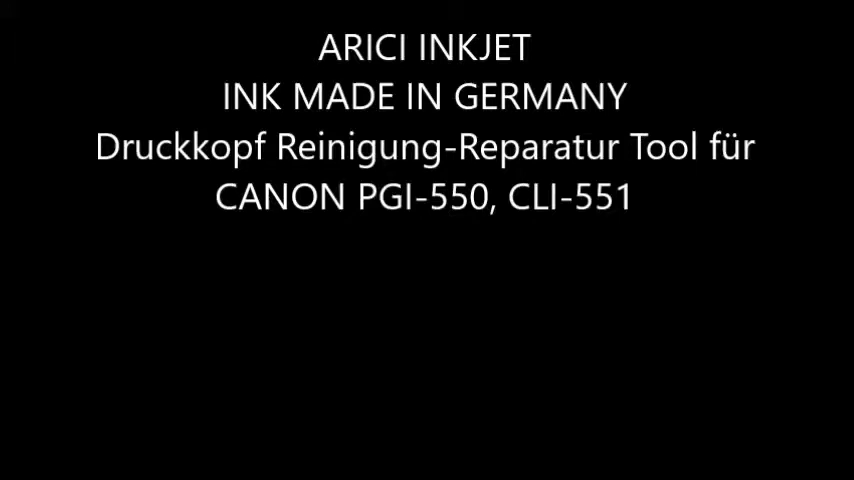 ARICI INKJET
INK MADE IN GERMANY
Druckkopf Reinigung-Reparatur Tool für
CANON PGI-550, CLI-551